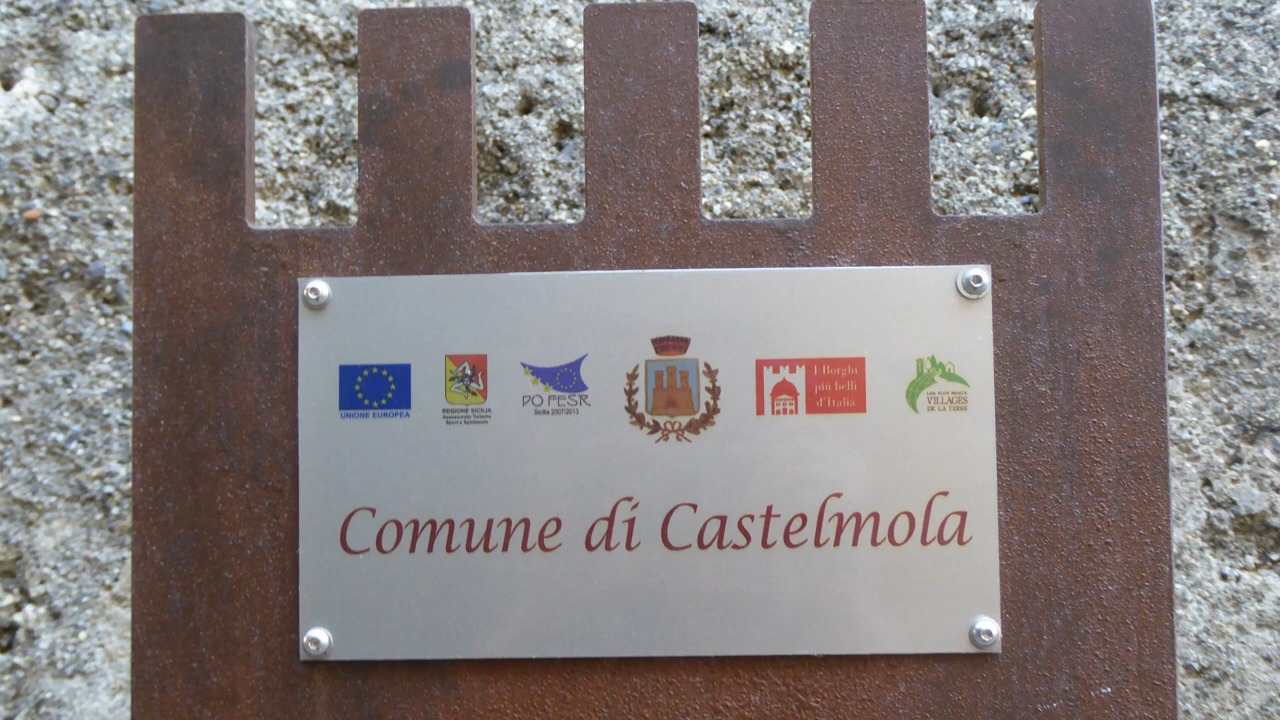 UNIONE EUROPEA
REGIONE SICILIA
Assessorato Turismo
Sport e Spettacolo
PO FESR
Sicilia 2007/2013
I Borghi
più belli
d'Italia
LES PLUS BEAUX
VILLAGES
DE LA TERRE
Comune di Castelmola